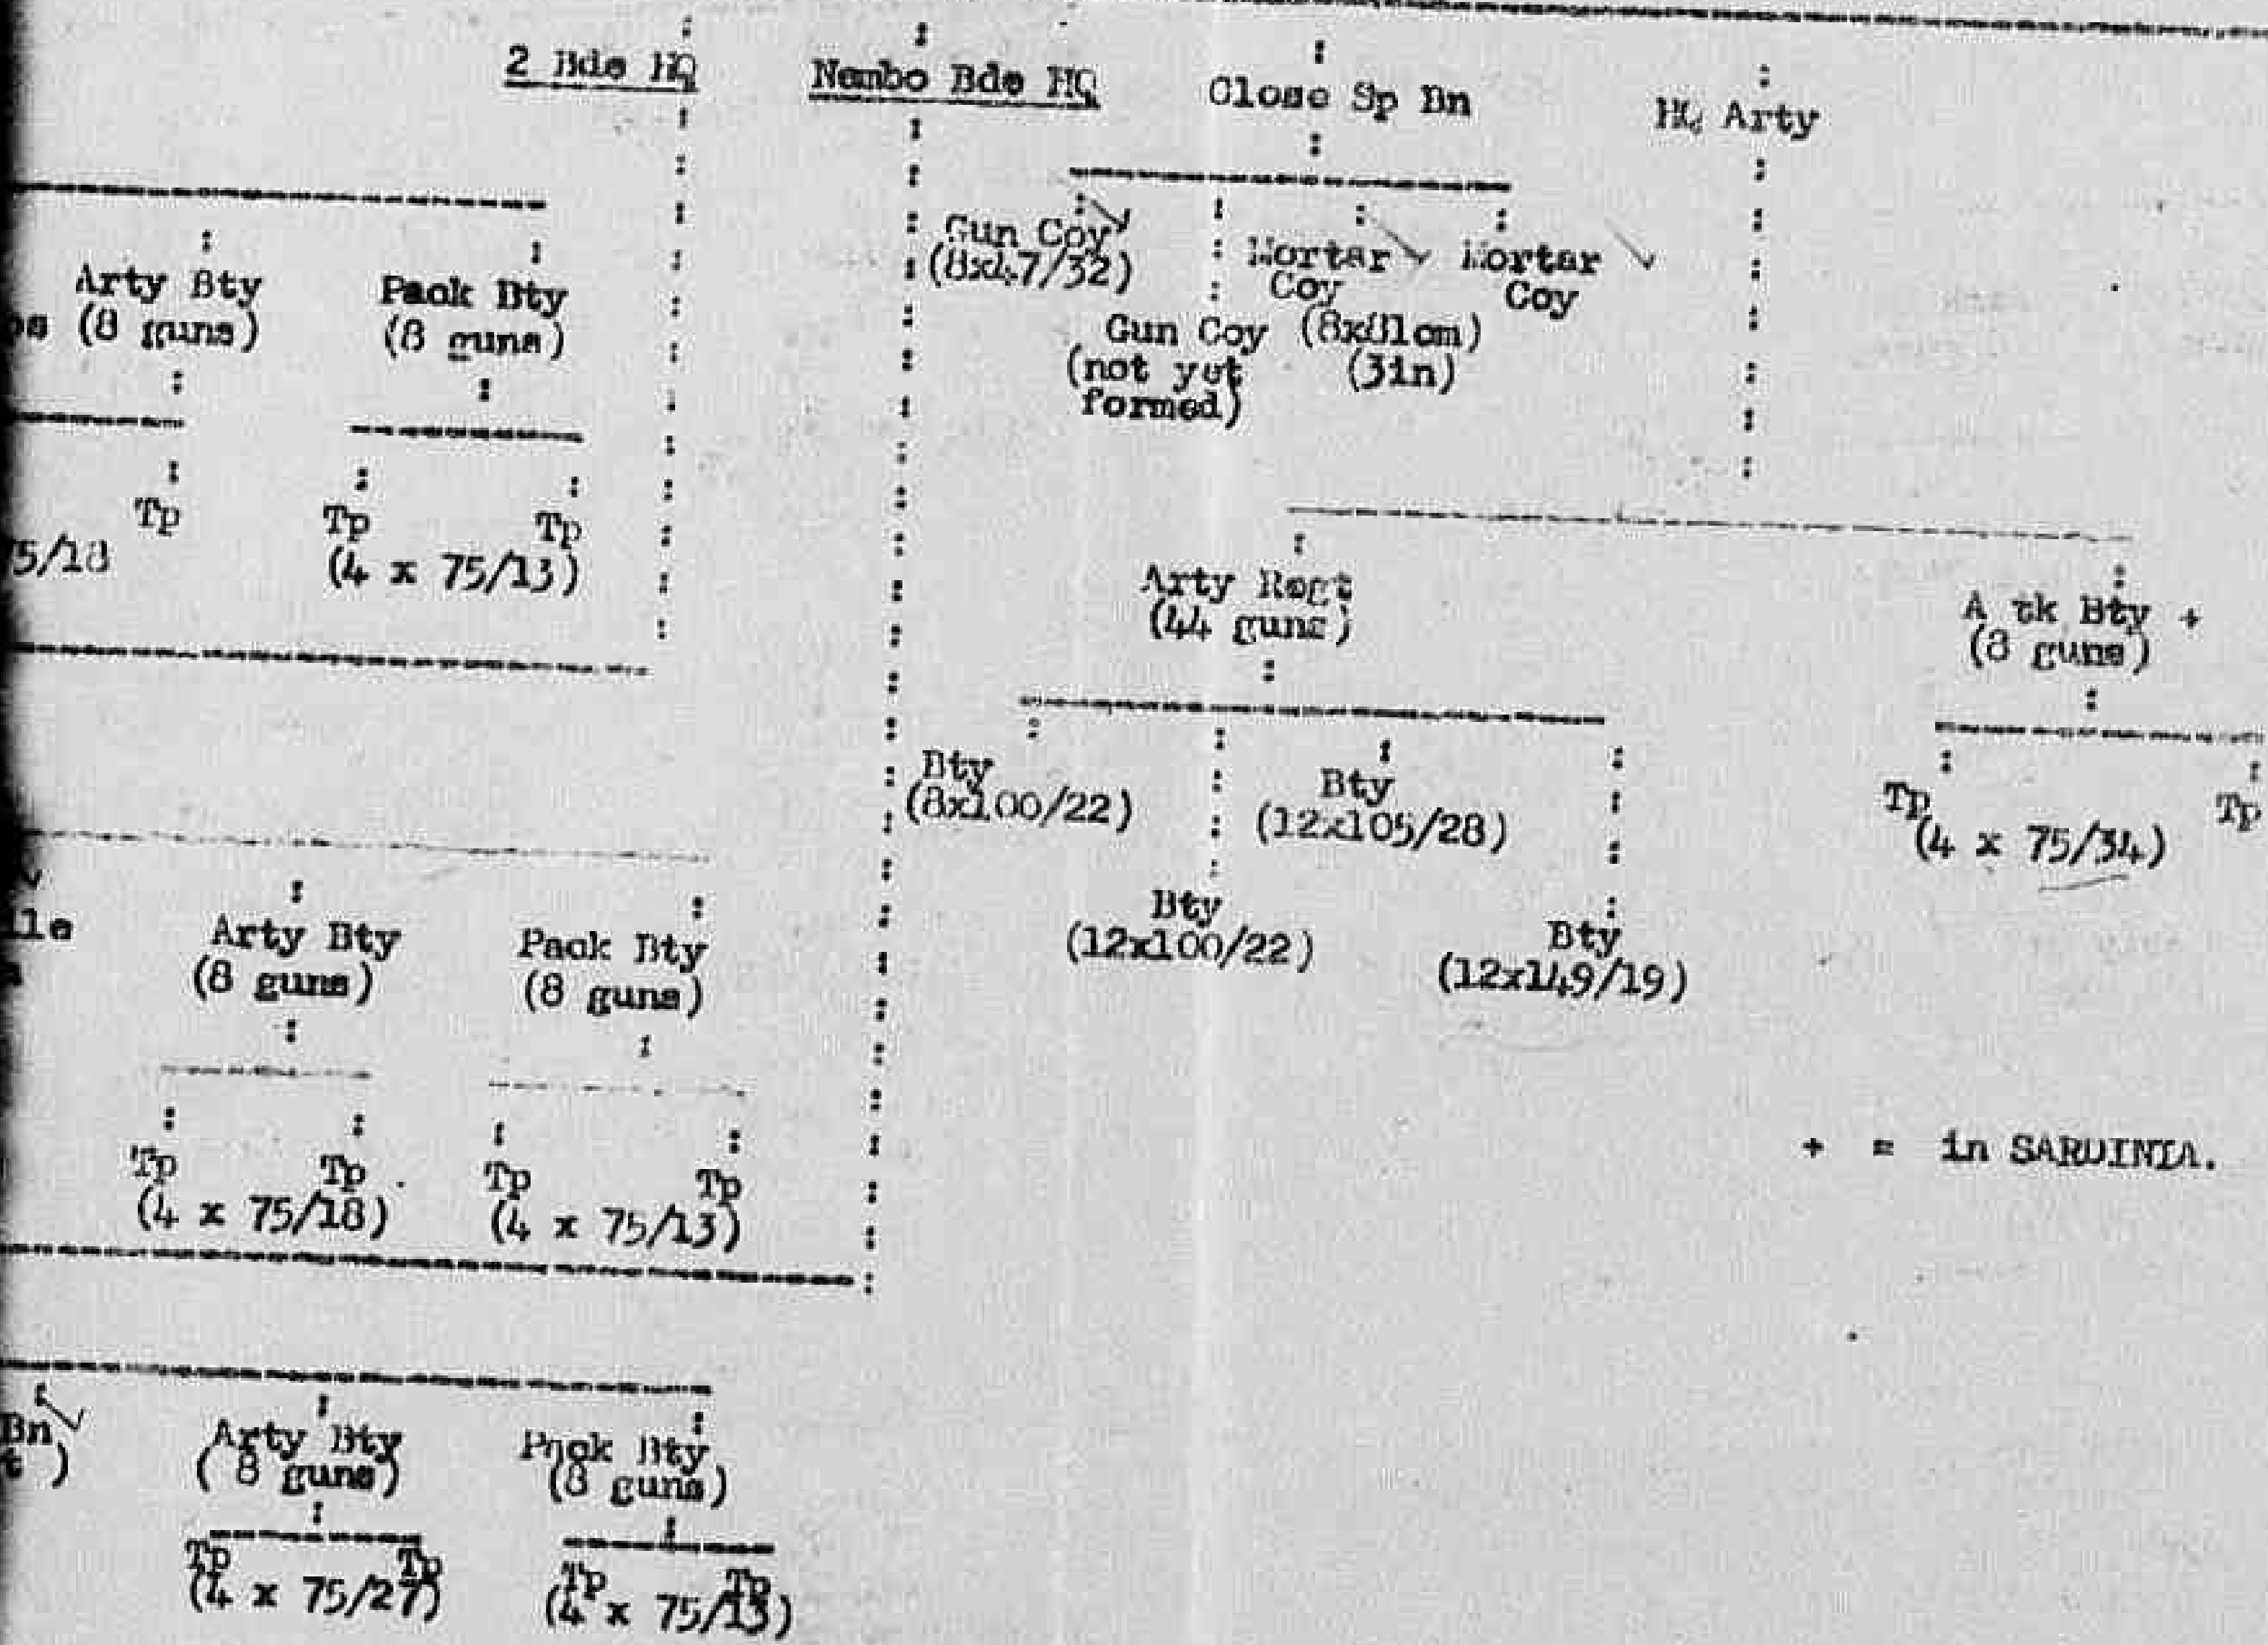 2 Bde HQ
Nembo Bde HQ
Close Sp Bn
HQ Arty
Gun Coy
(8x47/32)
Mortar
Coy
Mortar
Coy
Gun Coy (8x81cm)
(not yet (3in)
formed)
Arty Bty
(8 guns)
Pack Bty
(8 guns)
Tp
5/18
Tp Tp
(4 x 75/13)
Arty Regt
(44 guns)
A tk Bty +
(8 guns)
Bty
(8x100/22)
Bty
(12x105/28)
Bty
(12x100/22)
Bty
(12x149/19)
Tp Tp
(4 x 75/34)
Arty Bty
(8 guns)
Pack Bty
(8 guns)
Tp Tp
(4 x 75/18)
Tp Tp
(4 x 75/13)
+ = in SARDINIA.
Bn
Arty Bty
( 8 guns)
Pack Bty
(8 guns)
Tp Tp
(4 x 75/27)
Tp Tp
(4 x 75/13)